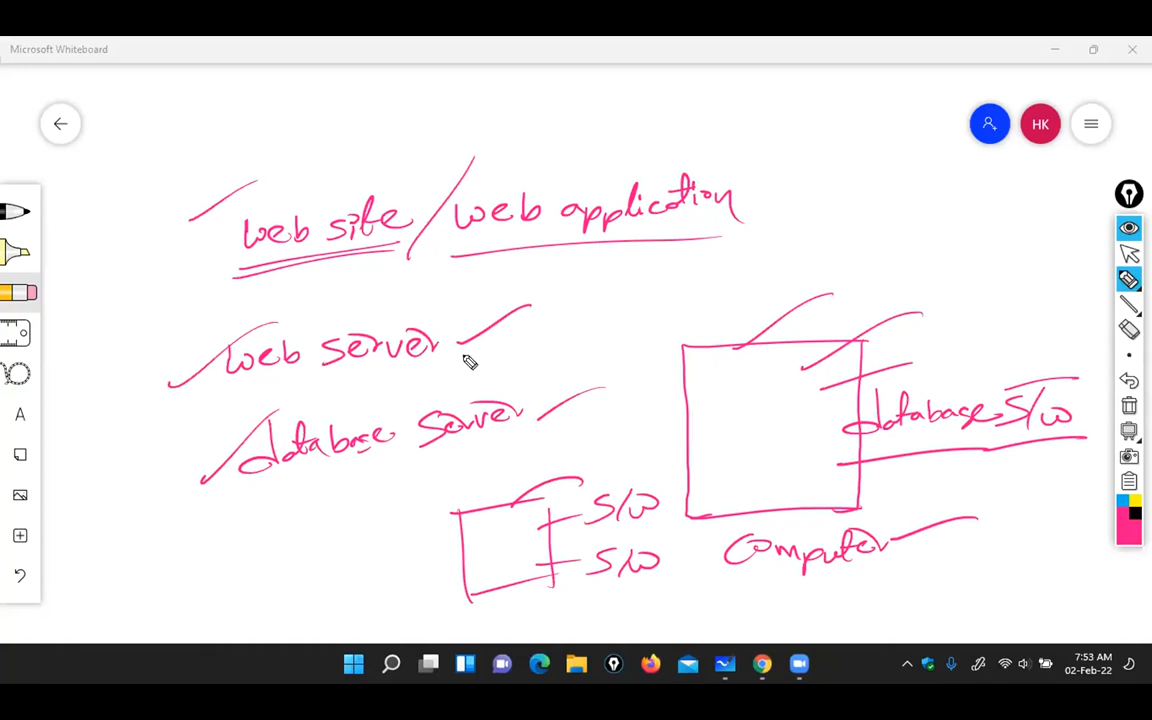 Microsoft Whiteboard
HK
web site / web application
web server
database server
database S/W
S/W
S/W
Computer
A
7:53 AM
02-Feb-22